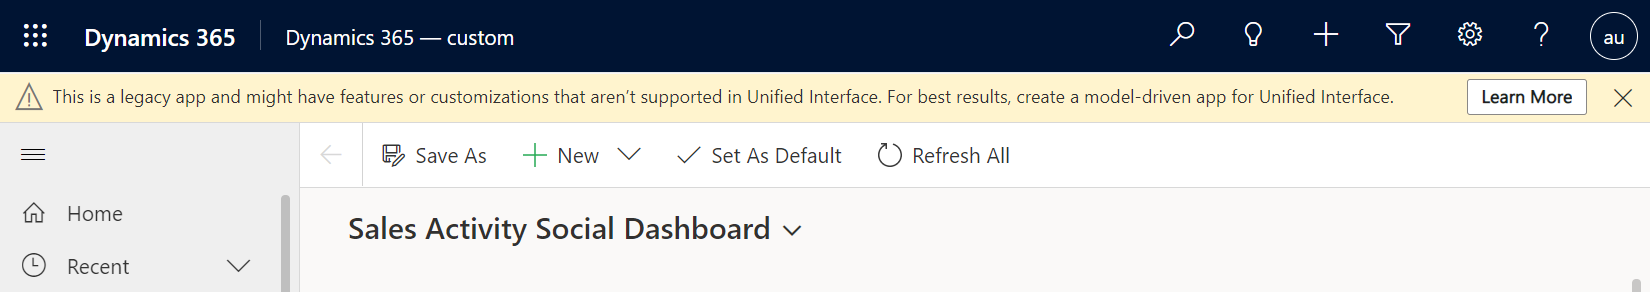 Dynamics 365 Dynamics 365 — custom au
This is a legacy app and might have features or customizations that aren't supported in Unified Interface. For best results, create a model-driven app for Unified Interface. Learn More
Save As New Set As Default Refresh All
Home
Sales Activity Social Dashboard
Recent